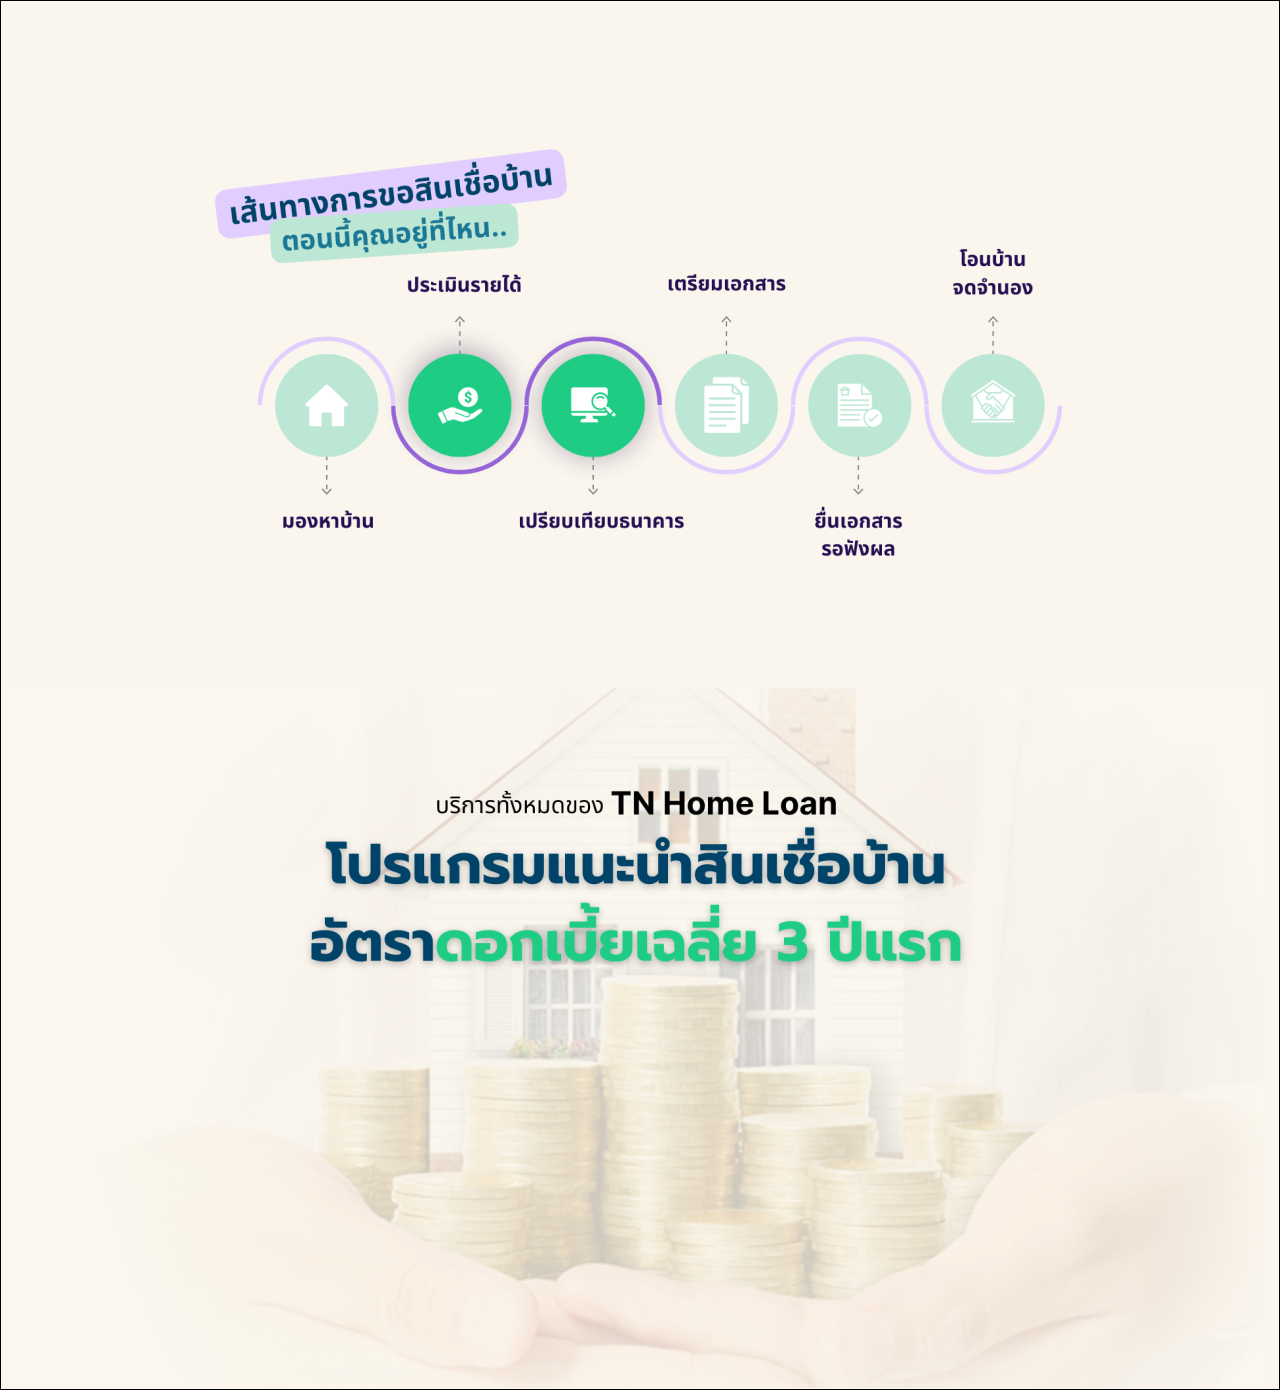 เส้นทางการขอสินเชื่อบ้าน
ตอนนี้คุณอยู่ที่ไหน..
ประเมินรายได้
เตรียมเอกสาร
โอนบ้าน
จดจำนอง
มองหาบ้าน
เปรียบเทียบธนาคาร
ยื่นเอกสาร
รอฟังผล
บริการทั้งหมดของ TN Home Loan
โปรแกรมแนะนำสินเชื่อบ้าน
อัตราดอกเบี้ยเฉลี่ย 3 ปีแรก